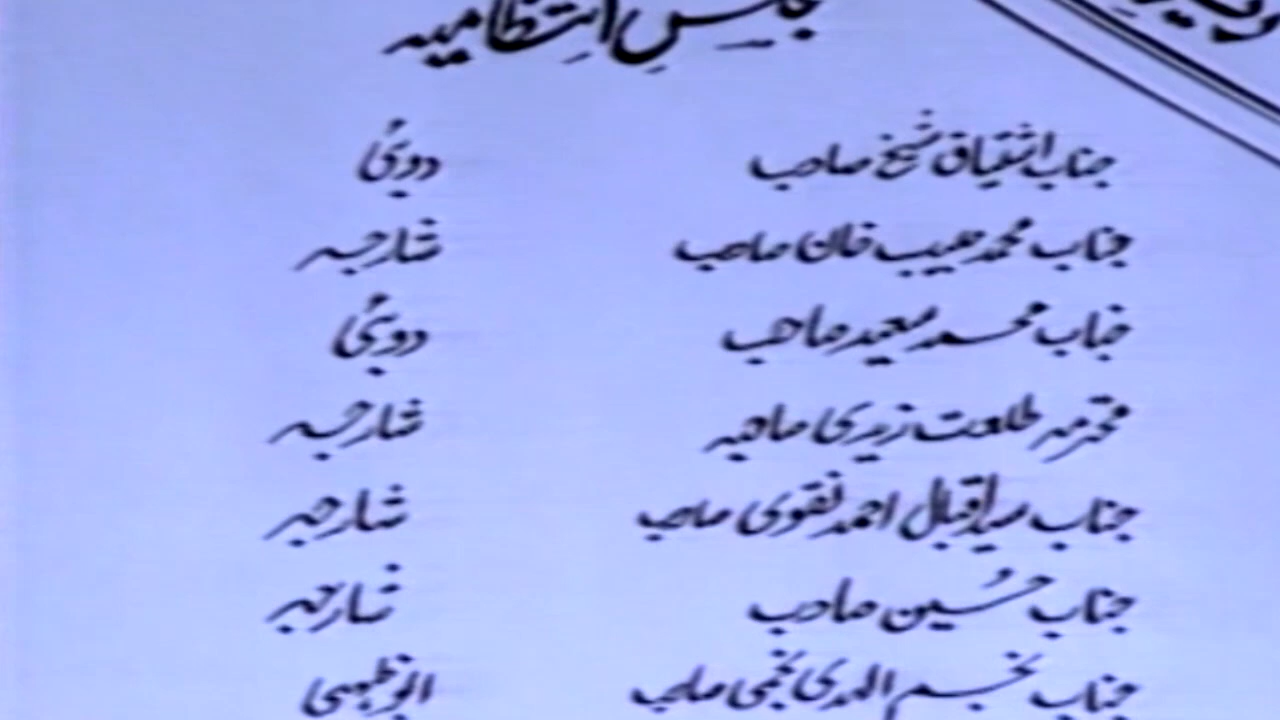 مجلسِ انتظامیہ
جناب اشتیاق شیخ صاحب دوبئی
جناب محمد حبیب خان صاحب شارجہ
جناب محمد سعید صاحب دوبئی
محترمہ طلعت زیدی صاحبہ شارجہ
جناب سید اقبال احمد نقوی صاحب شارجہ
جناب حسین صاحب شارجہ
جناب نجم الہدی نجمی صاحب ابوظہبی